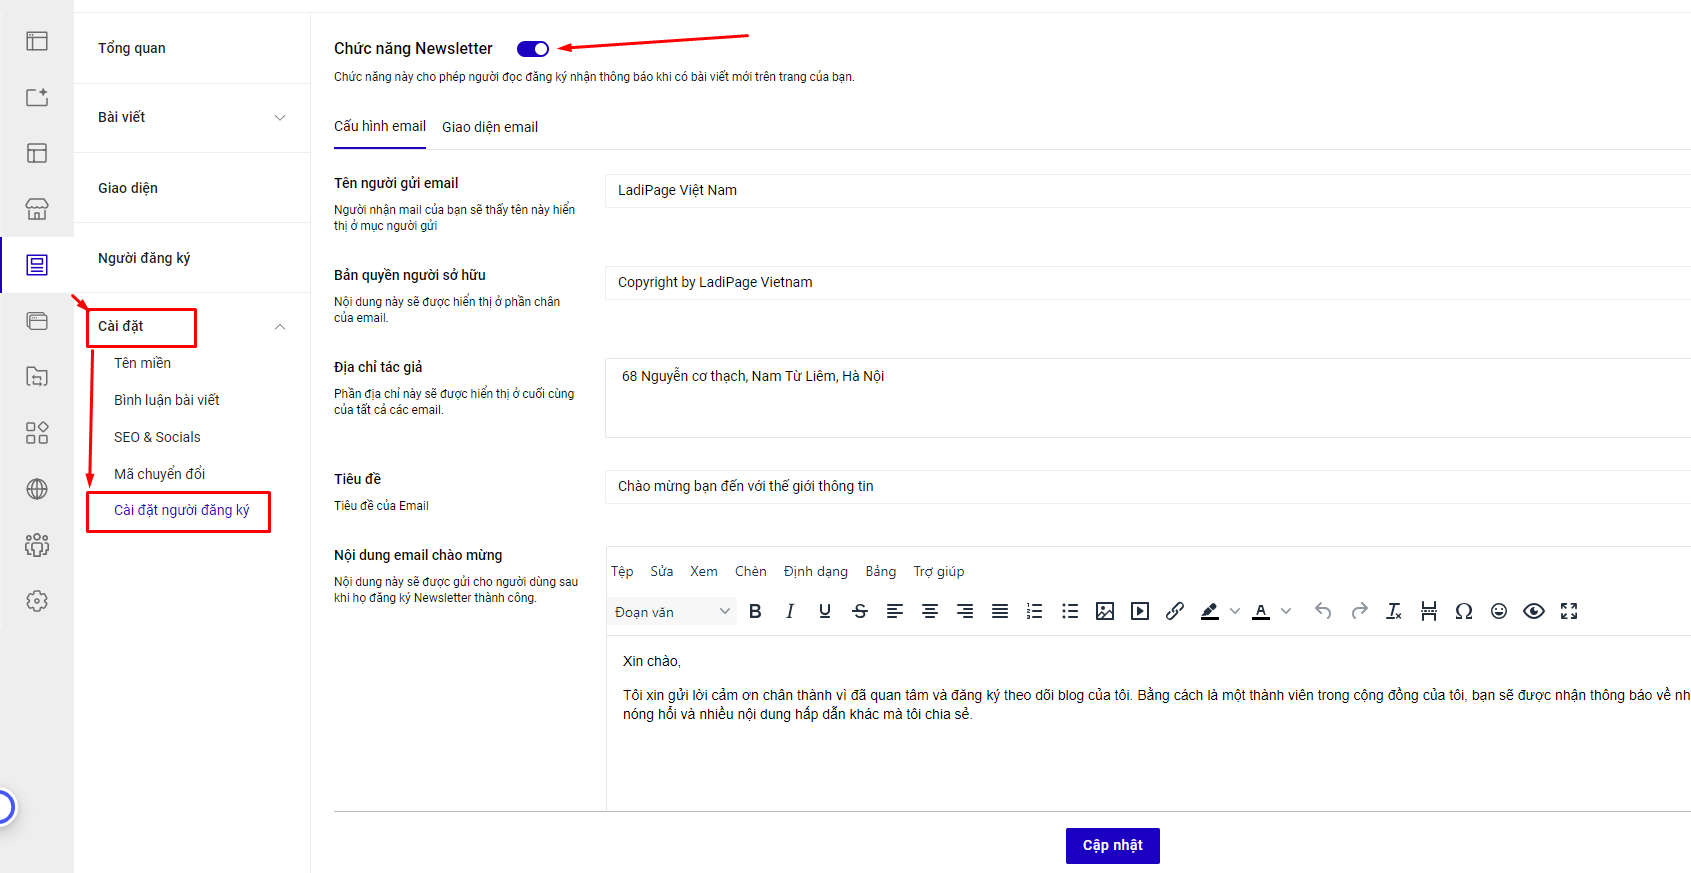 Tổng quan
Bài viết
Giao diện
Người đăng ký
Cài đặt
Tên miền
Bình luận bài viết
SEO & Socials
Mã chuyển đổi
Cài đặt người đăng ký
Chức năng Newsletter
Chức năng này cho phép người đọc đăng ký nhận thông báo khi có bài viết mới trên trang của bạn.
Cấu hình email
Giao diện email
Tên người gửi email
Người nhận mail của bạn sẽ thấy tên này hiển
thị ở mục người gửi
LadiPage Việt Nam
Bản quyền người sở hữu
Nội dung này sẽ được hiển thị ở phần chân
của email.
Copyright by LadiPage Vietnam
Địa chỉ tác giả
Phần địa chỉ này sẽ được hiển thị ở cuối cùng
của tất cả các email.
68 Nguyễn cơ thạch, Nam Từ Liêm, Hà Nội
Tiêu đề
Tiêu đề của Email
Chào mừng bạn đến với thế giới thông tin
Nội dung email chào mừng
Nội dung này sẽ được gửi cho người dùng sau
khi họ đăng ký Newsletter thành công.
Tệp Sửa Xem Chèn Định dạng Bảng Trợ giúp
Đoạn văn
Xin chào,
Tôi xin gửi lời cảm ơn chân thành vì đã quan tâm và đăng ký theo dõi blog của tôi. Bằng cách là một thành viên trong cộng đồng của tôi, bạn sẽ được nhận thông báo về nh
nóng hổi và nhiều nội dung hấp dẫn khác mà tôi chia sẻ.
Cập nhật